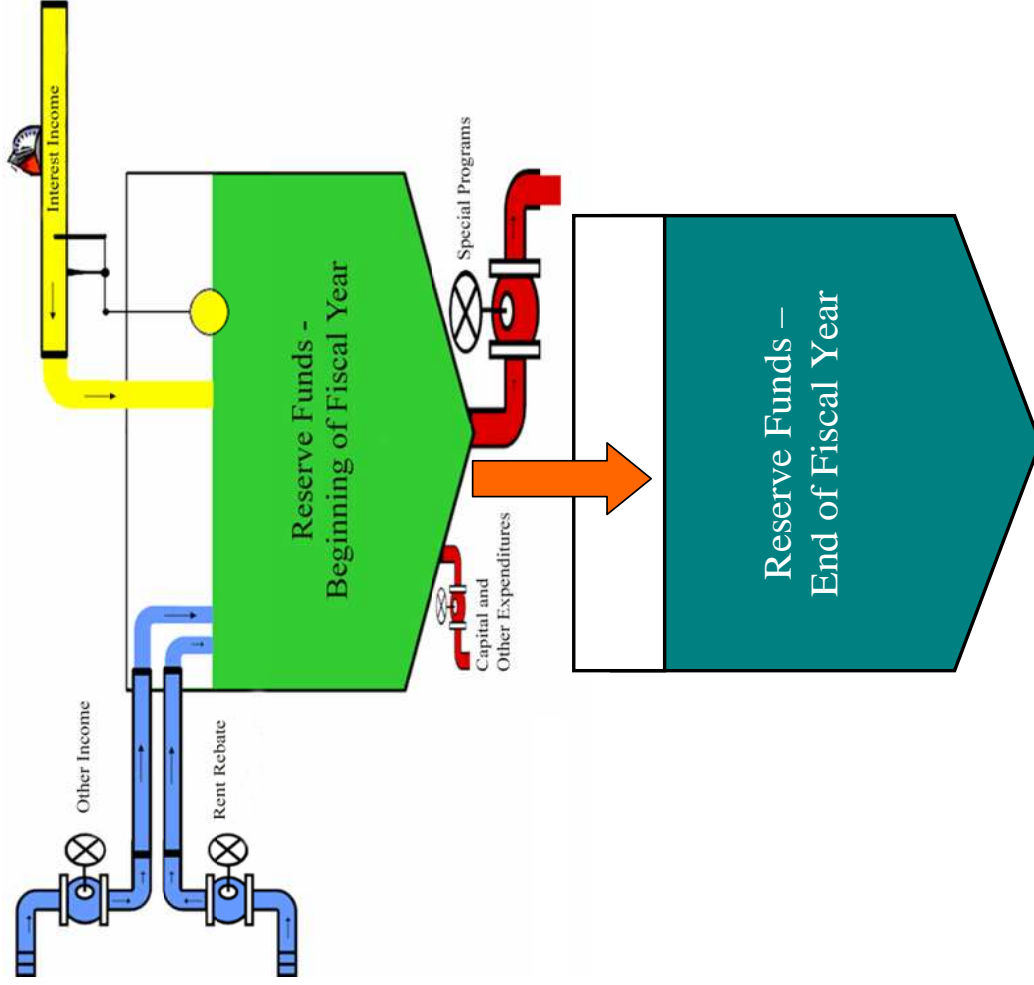 Interest Income
Other Income
Rent Rebate
Reserve Funds -
Beginning of Fiscal Year
Special Programs
Capital and
Other Expenditures
Reserve Funds –
End of Fiscal Year